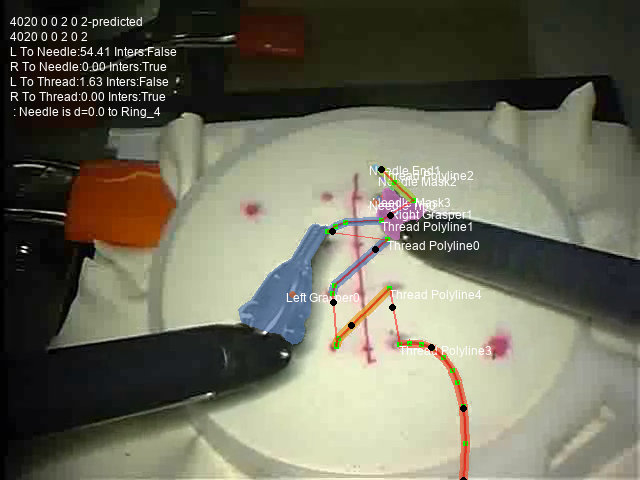 4020 0 0 2 0 2-predicted
4020 0 0 2 0 2
L To Needle:54.41 Inters:False
R To Needle:0.00 Inters:True
L To Thread:1.63 Inters:False
R To Thread:0.00 Inters:True
: Needle is d=0.0 to Ring_4
Needle End1
Thread Polyline2
Needle Mask2
Needle Mask3
Right Grasper1
Thread Polyline1
Thread Polyline0
Left Grasper0
Thread Polyline4
Thread Polyline3